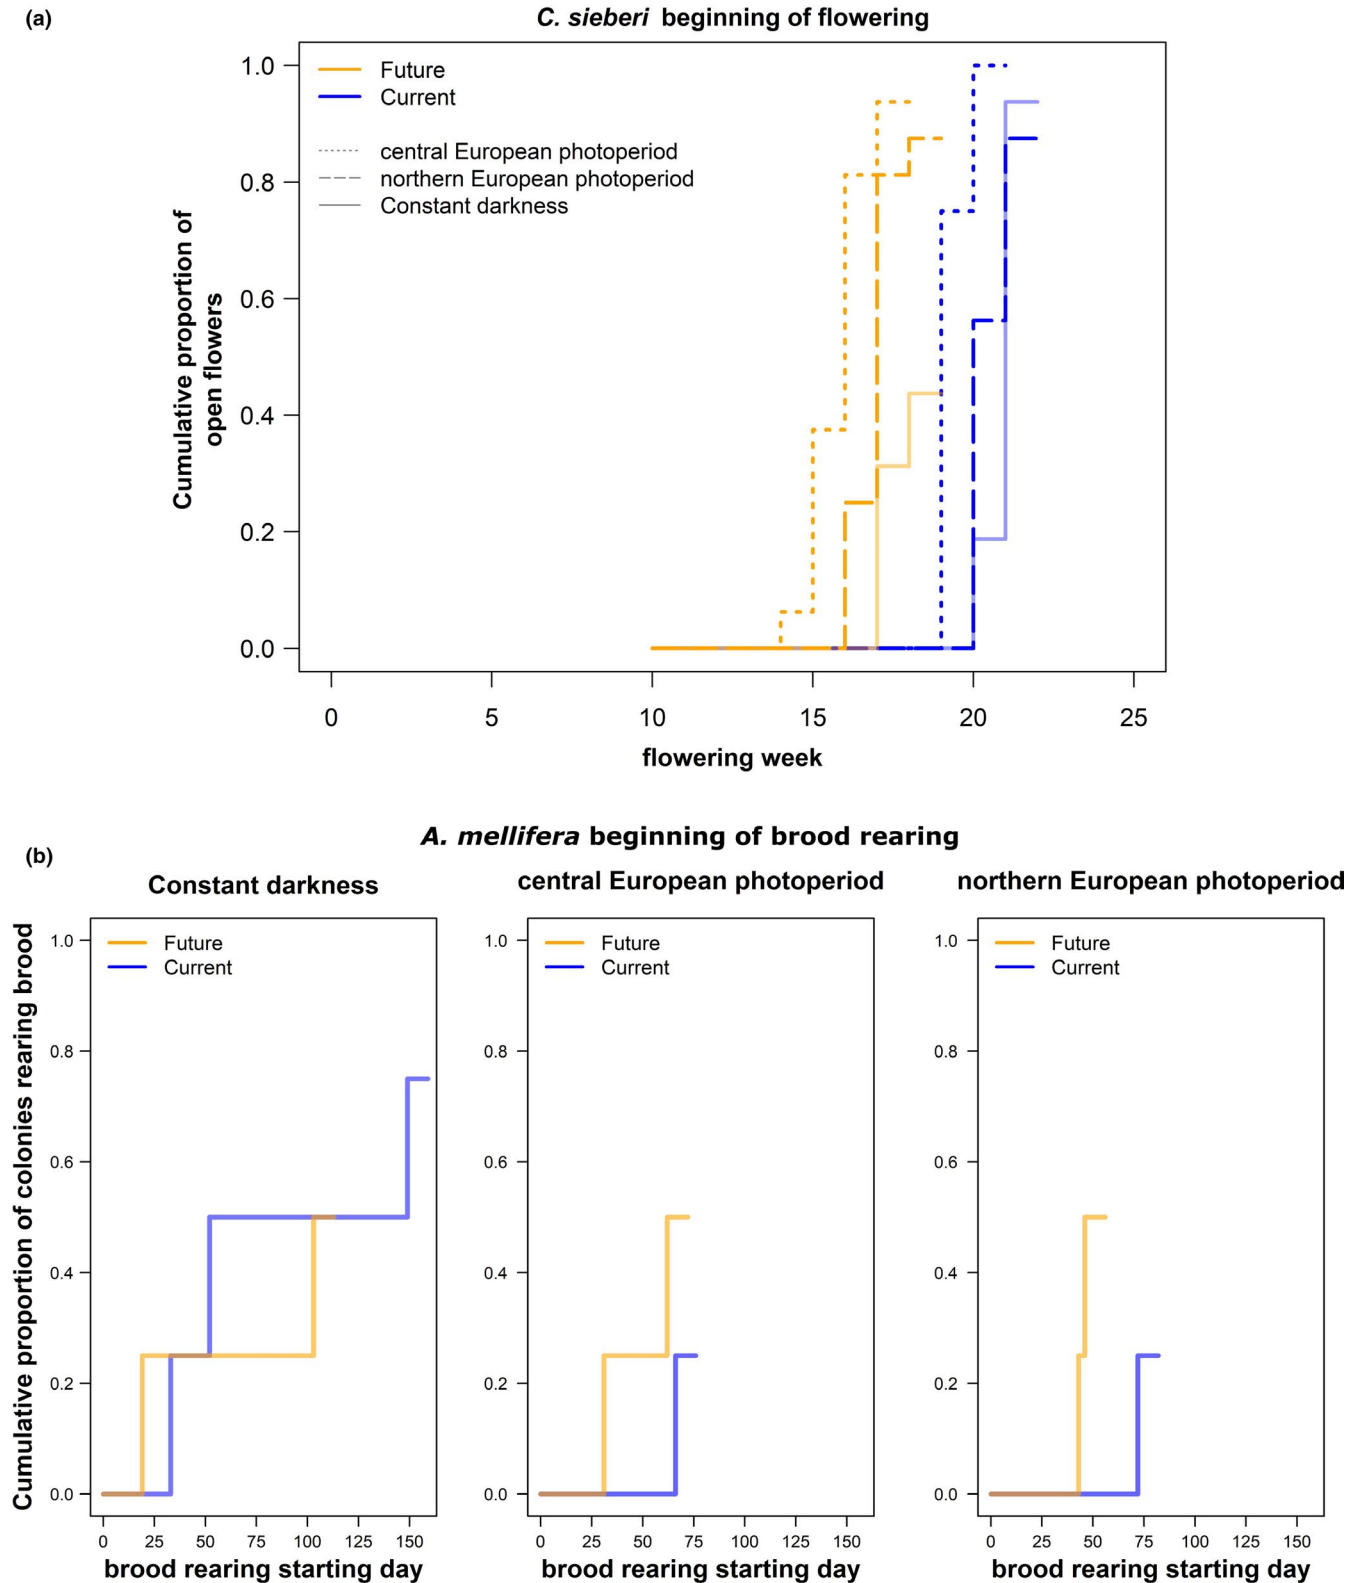 (a)
C. sieberi beginning of flowering
Future
Current
central European photoperiod
northern European photoperiod
Constant darkness
Cumulative proportion of
open flowers
1.0
0.8
0.6
0.4
0.2
0.0
0 5 10 15 20 25
flowering week
A. mellifera beginning of brood rearing
(b)
Constant darkness
central European photoperiod
northern European photoperiod
Cumulative proportion of colonies rearing brood
Future
Current
1.0
0.8
0.6
0.4
0.2
0.0
0 25 50 75 100 125 150
brood rearing starting day
Future
Current
1.0
0.8
0.6
0.4
0.2
0.0
0 25 50 75 100 125 150
brood rearing starting day
Future
Current
1.0
0.8
0.6
0.4
0.2
0.0
0 25 50 75 100 125 150
brood rearing starting day